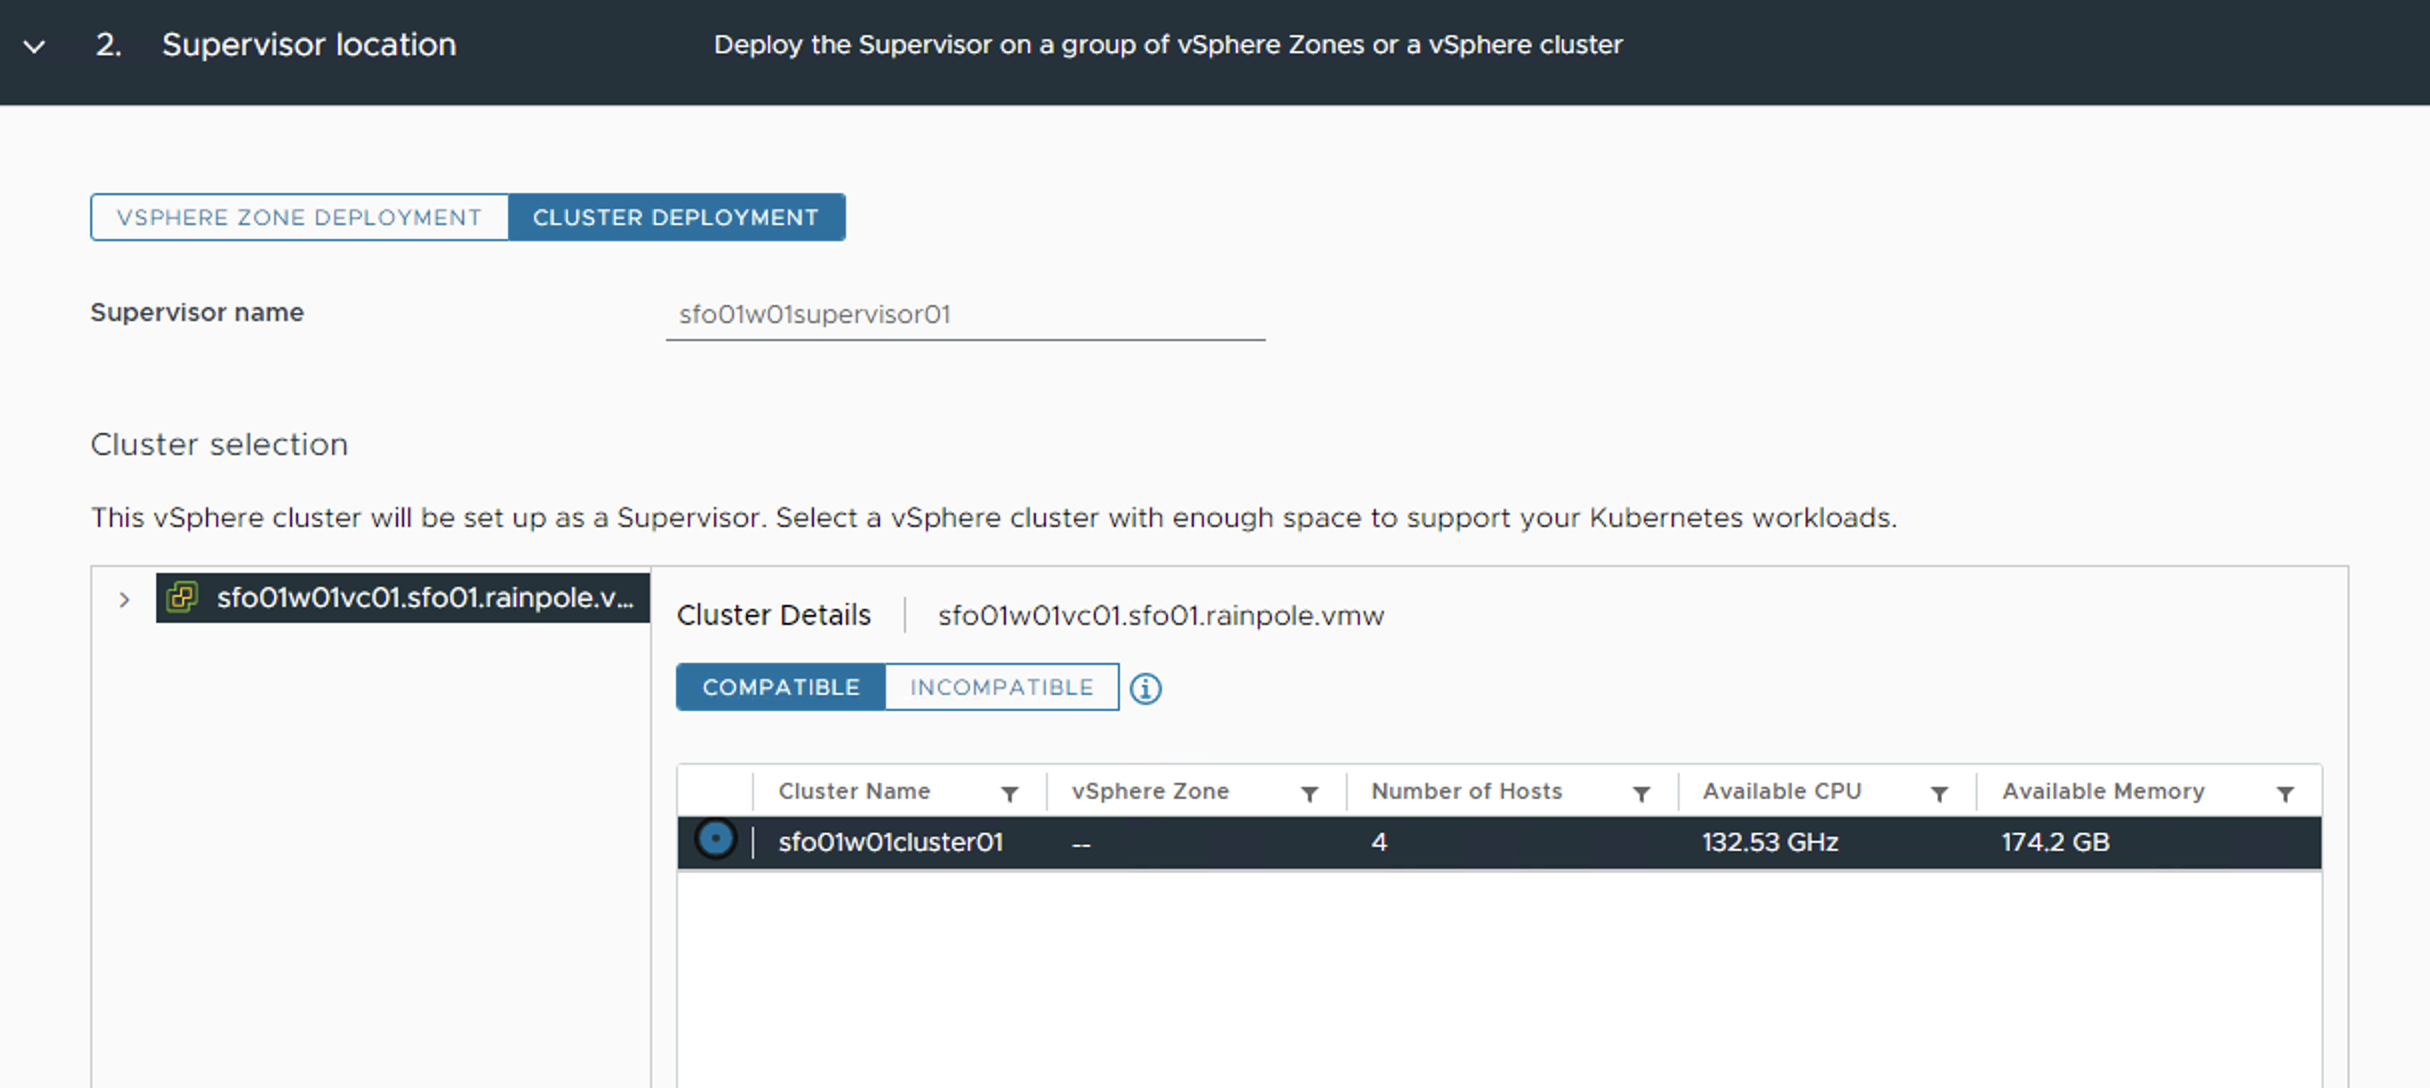 2. Supervisor location Deploy the Supervisor on a group of vSphere Zones or a vSphere cluster
VSPHERE ZONE DEPLOYMENT CLUSTER DEPLOYMENT
Supervisor name sfo01w01supervisor01
Cluster selection
This vSphere cluster will be set up as a Supervisor. Select a vSphere cluster with enough space to support your Kubernetes workloads.
sfo01w01vc01.sfo01.rainpole.v...
Cluster Details sfo01w01vc01.sfo01.rainpole.vmw
COMPATIBLE INCOMPATIBLE
Cluster Name vSphere Zone Number of Hosts Available CPU Available Memory
sfo01w01cluster01 -- 4 132.53 GHz 174.2 GB